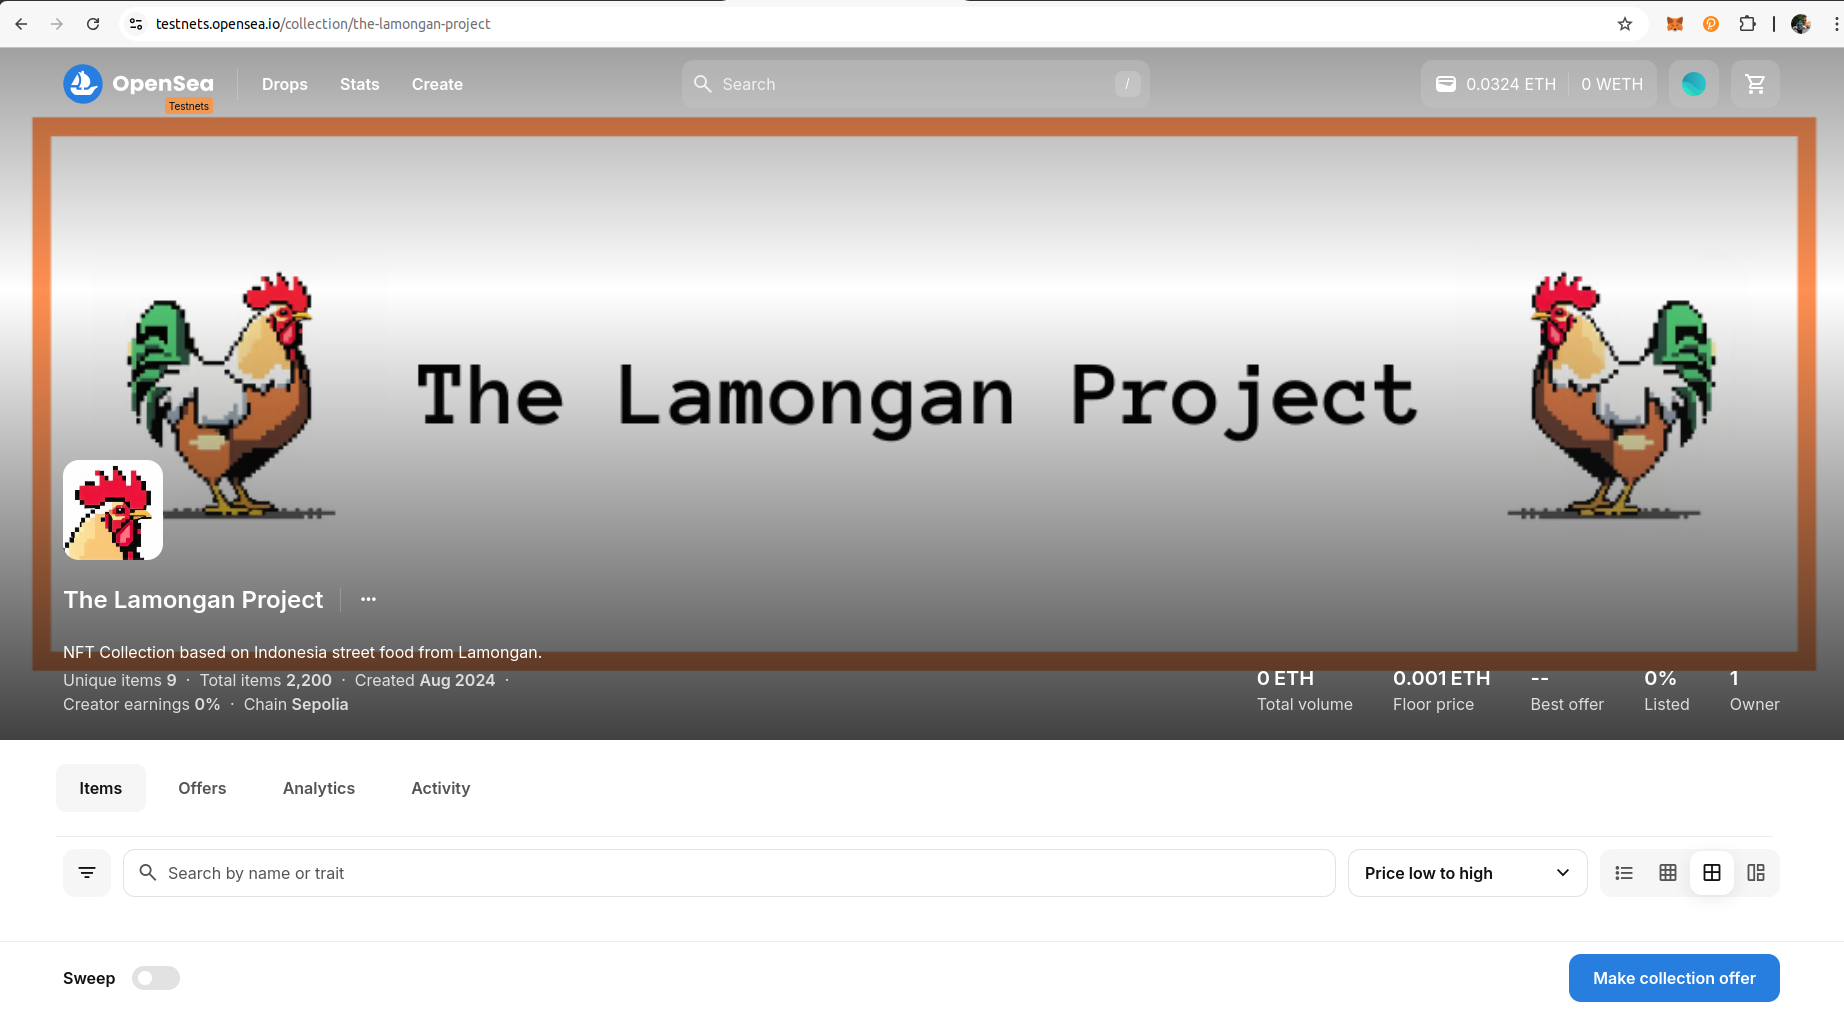 testnets.opensea.io/collection/the-lamongan-project
OpenSea
Testnets
Drops
Stats
Create
Search
/
0.0324 ETH
0 WETH
The Lamongan Project
The Lamongan Project
NFT Collection based on Indonesia street food from Lamongan.
Unique items 9 · Total items 2,200 · Created Aug 2024 ·
Creator earnings 0% · Chain Sepolia
0 ETH
Total volume
0.001 ETH
Floor price
--
Best offer
0%
Listed
1
Owner
Items
Offers
Analytics
Activity
Search by name or trait
Price low to high
Sweep
Make collection offer